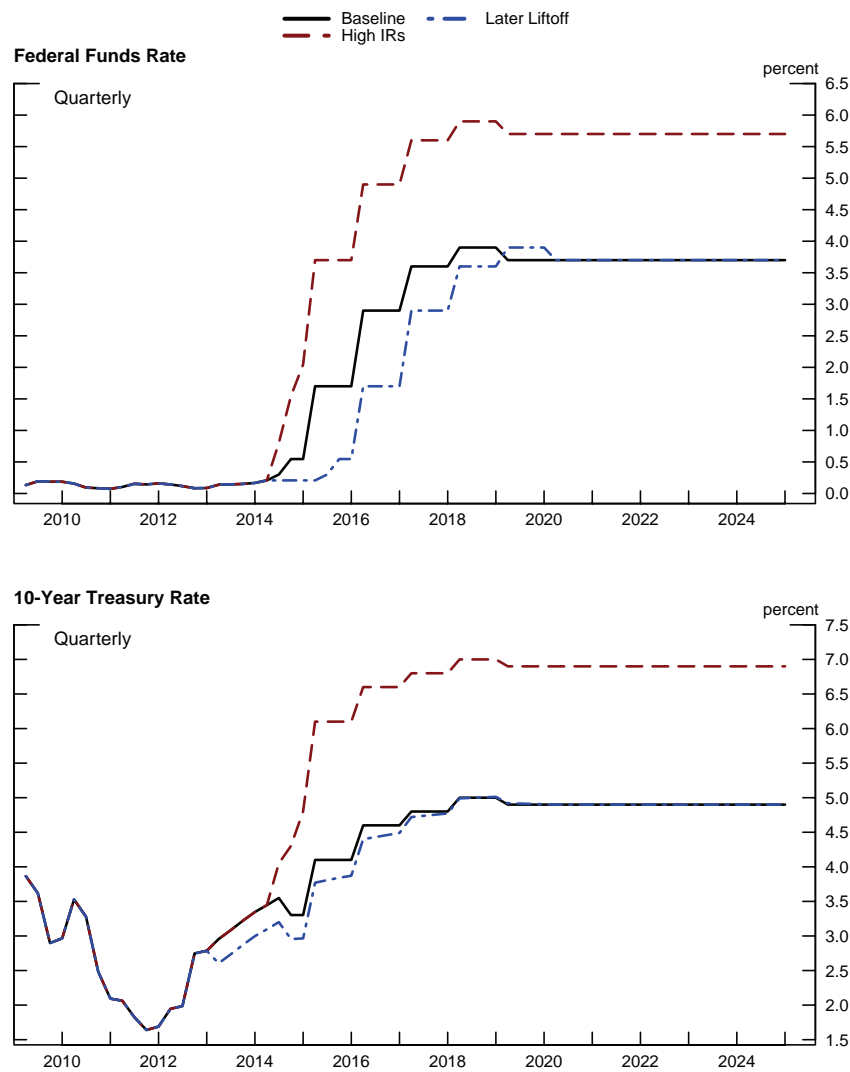 Baseline
Later Liftoff
High IRs
Federal Funds Rate
percent
Quarterly
6.5
6.0
5.5
5.0
4.5
4.0
3.5
3.0
2.5
2.0
1.5
1.0
0.5
0.0
2010 2012 2014 2016 2018 2020 2022 2024
10-Year Treasury Rate
percent
Quarterly
7.5
7.0
6.5
6.0
5.5
5.0
4.5
4.0
3.5
3.0
2.5
2.0
1.5
2010 2012 2014 2016 2018 2020 2022 2024